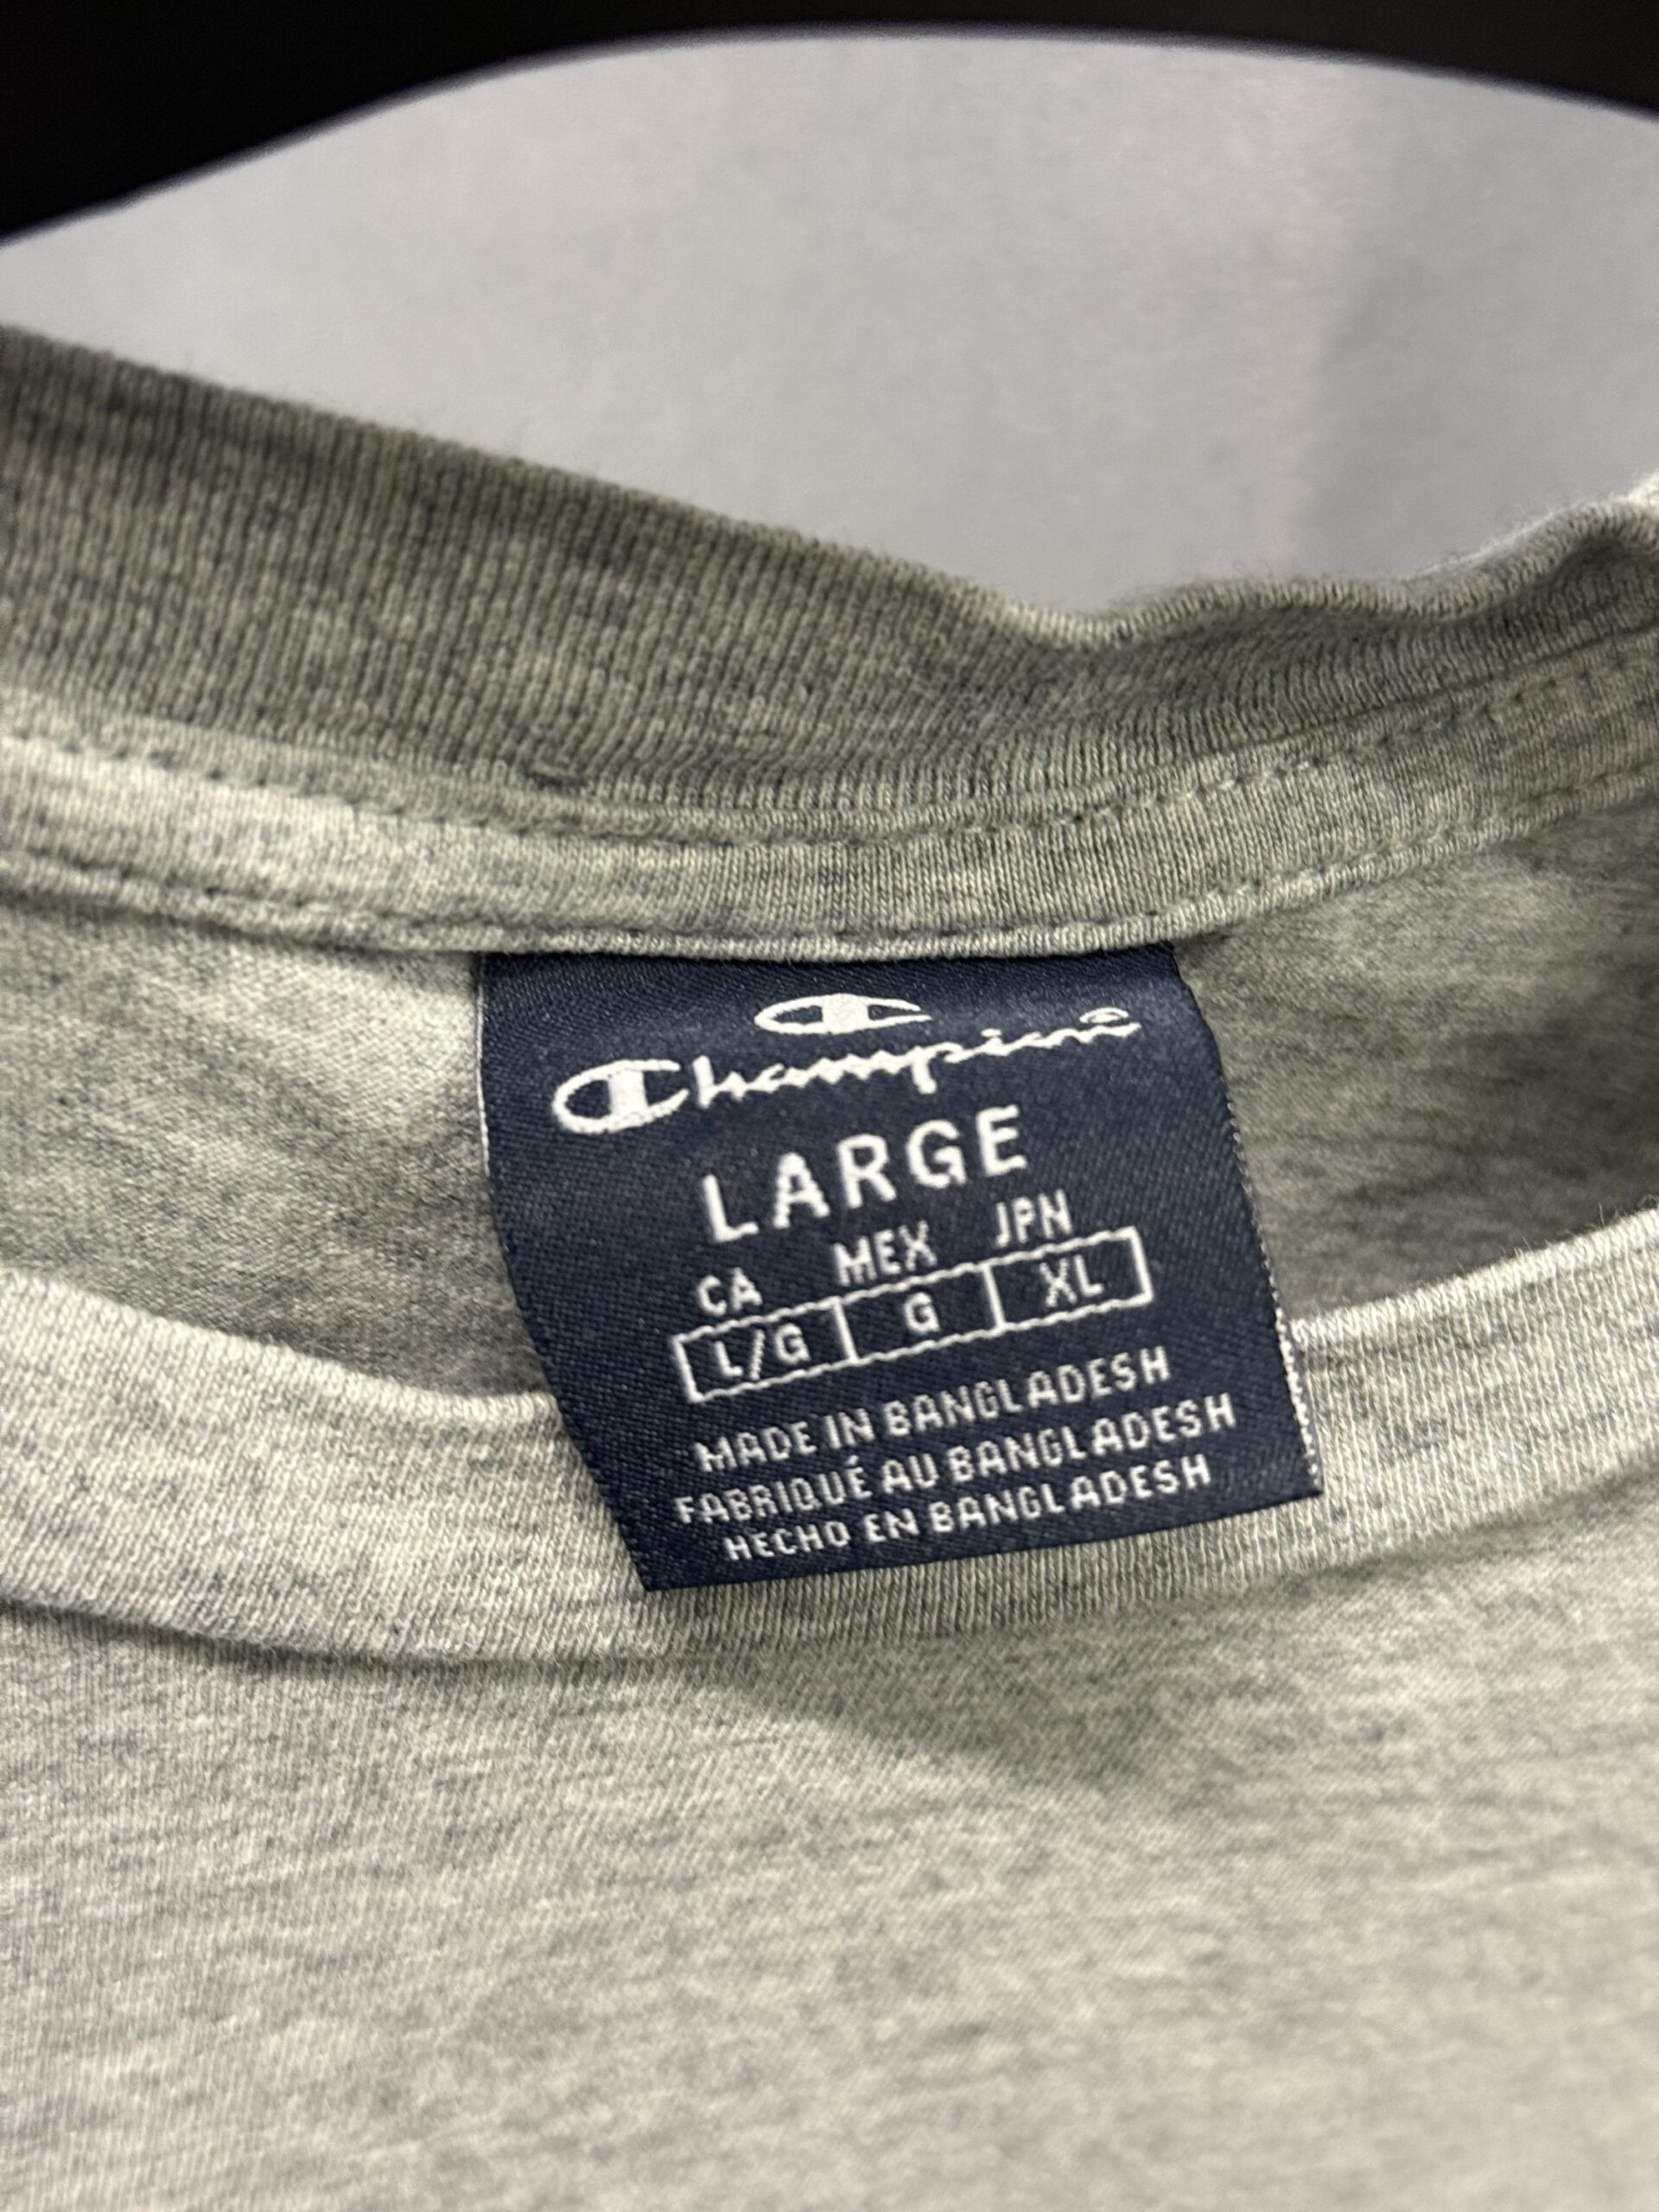 Champion
LARGE
CA MEX JPN
L/G G XL
MADE IN BANGLADESH
FABRIQUÉ AU BANGLADESH
HECHO EN BANGLADESH